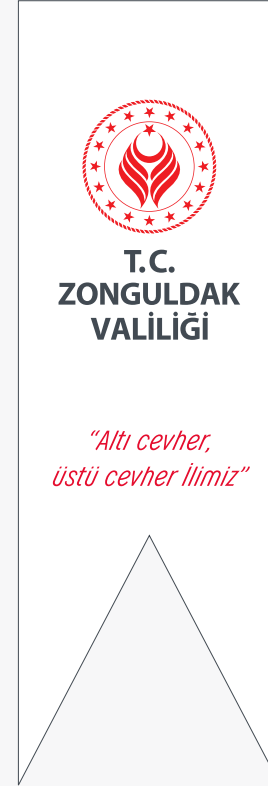 T.C.
ZONGULDAK
VALİLİĞİ
“Altı cevher,
üstü cevher İlimiz”